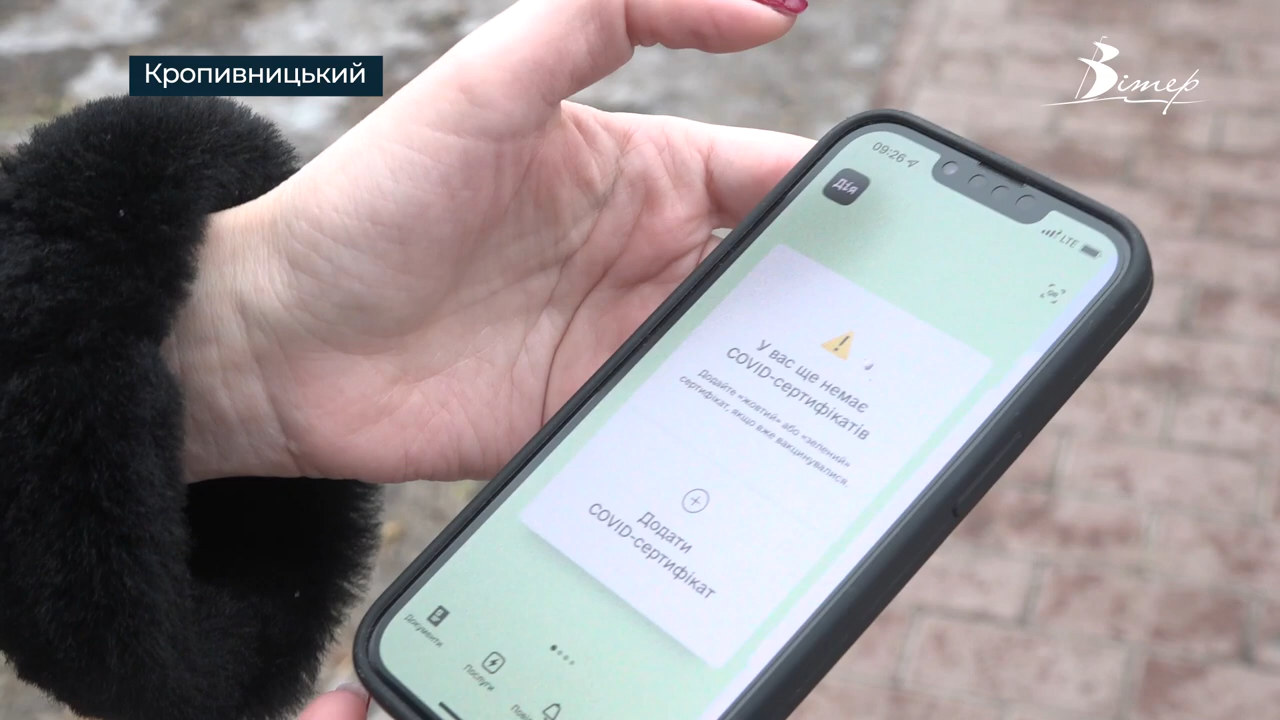 Кропивницький
Вітер
09:26
LTE
Дія
У вас ще немає
COVID-сертифікатів
Додайте «жовтий» або «зелений»
сертифікат, якщо вже вакцинувалися.
Додати
COVID-сертифікат
Документи
Послуги